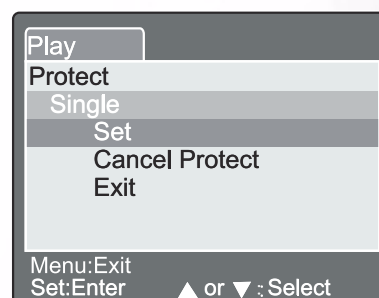 Play
Protect
Single
Set
Cancel Protect
Exit
Menu:Exit
Set:Enter ▲ or ▼ : Select